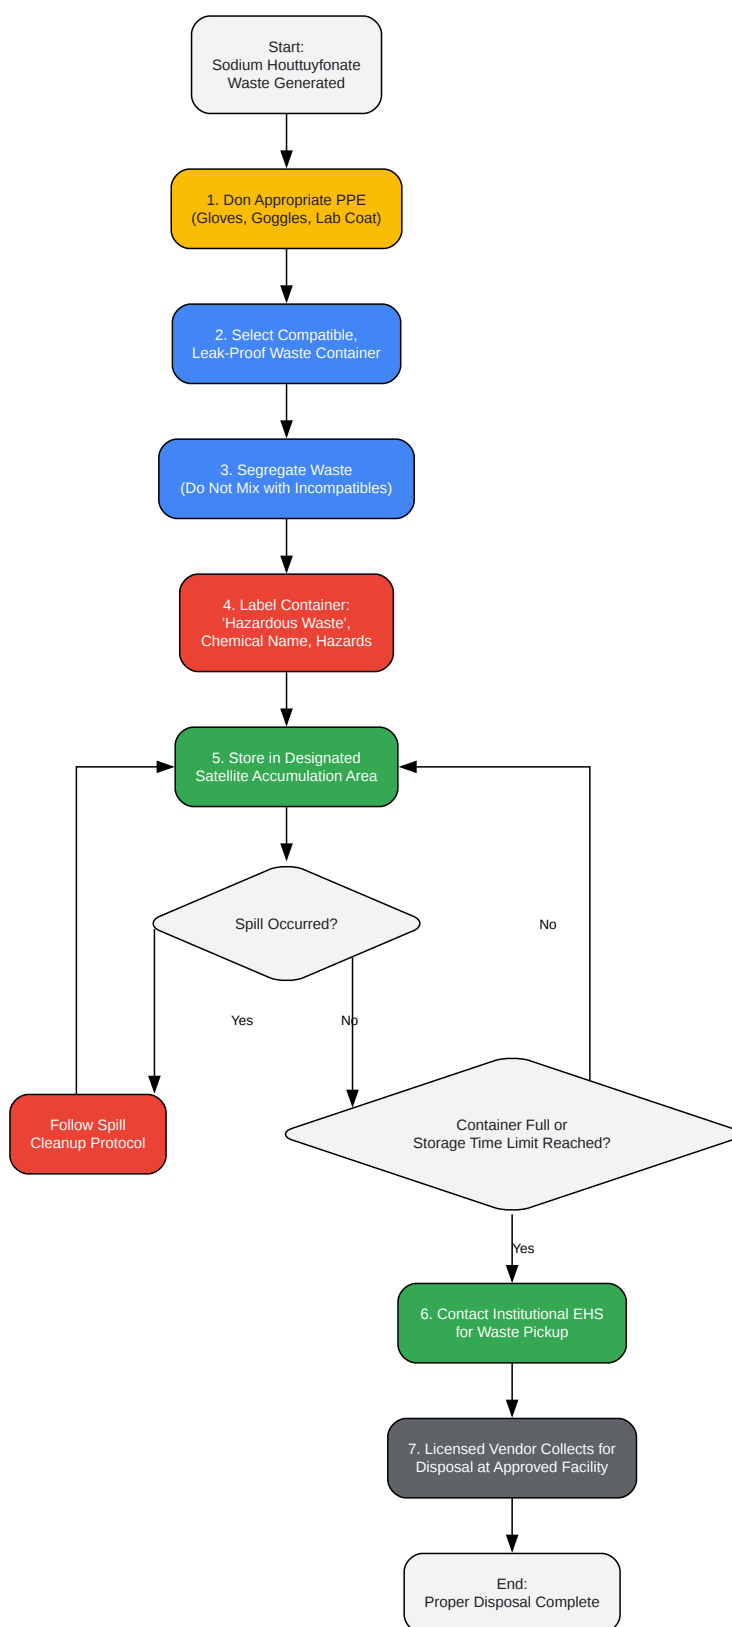 Start:
Sodium Houttuyfonate
Waste Generated
1. Don Appropriate PPE
(Gloves, Goggles, Lab Coat)
2. Select Compatible,
Leak-Proof Waste Container
3. Segregate Waste
(Do Not Mix with Incompatibles)
4. Label Container:
'Hazardous Waste',
Chemical Name, Hazards
5. Store in Designated
Satellite Accumulation Area
Spill Occurred?
No
Yes
No
Follow Spill
Cleanup Protocol
Container Full or
Storage Time Limit Reached?
Yes
6. Contact Institutional EHS
for Waste Pickup
7. Licensed Vendor Collects for
Disposal at Approved Facility
End:
Proper Disposal Complete